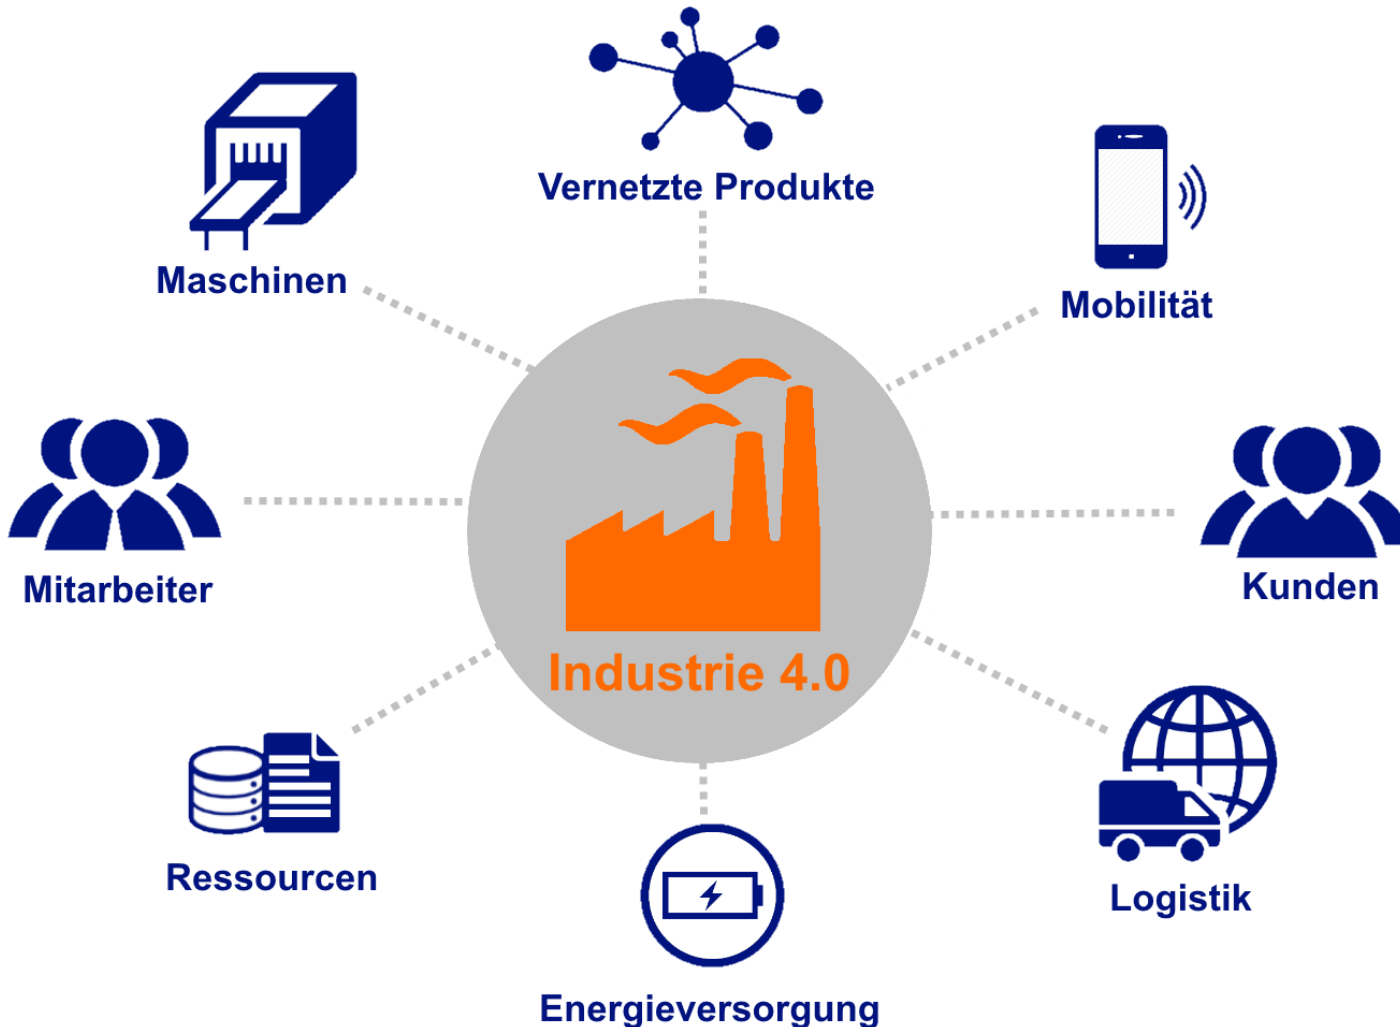 Vernetzte Produkte
Maschinen
Mobilität
Mitarbeiter
Kunden
Industrie 4.0
Ressourcen
Logistik
Energieversorgung